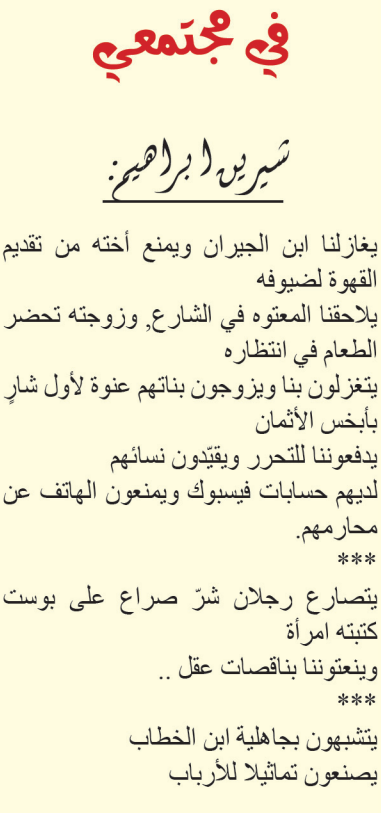 في مجتمعي
شيرين ابراهيم:
يغازلنا ابن الجيران ويمنع أخته من تقديم
القهوة لضيوفه
يلاحقنا المعتوه في الشارع, وزوجته تحضر
الطعام في انتظاره
يتغزلون بنا ويزوجون بناتهم عنوة لأول شارٍ
بأبخس الأثمان
يدفعوننا للتحرر ويقيّدون نسائهم
لديهم حسابات فيسبوك ويمنعون الهاتف عن
محارمهم.
***
يتصارع رجلان شرّ صراع على بوست
كتبته امرأة
وينعتوننا بناقصات عقل ..
***
يتشبهون بجاهلية ابن الخطاب
يصنعون تماثيلا للأرباب